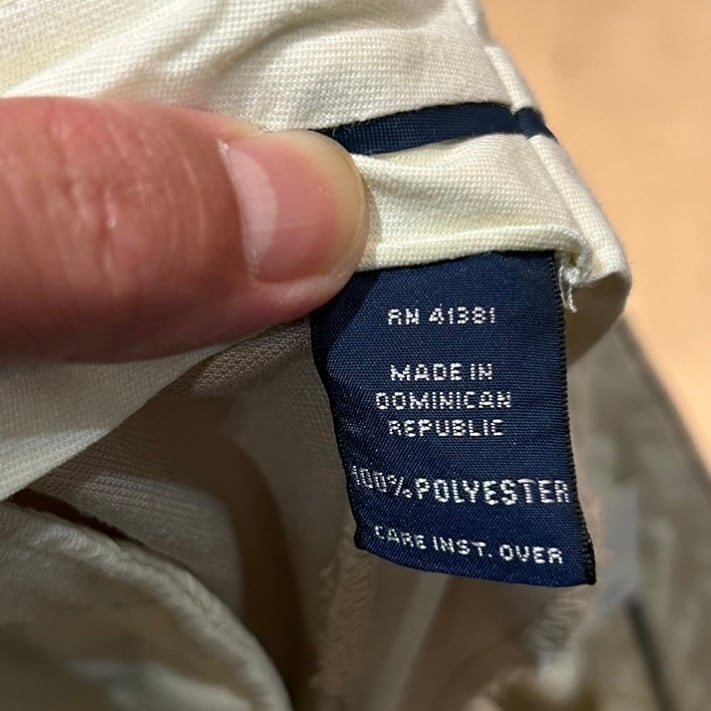 RN 41381
MADE IN
DOMINICAN
REPUBLIC
100% POLYESTER
CARE INST. OVER